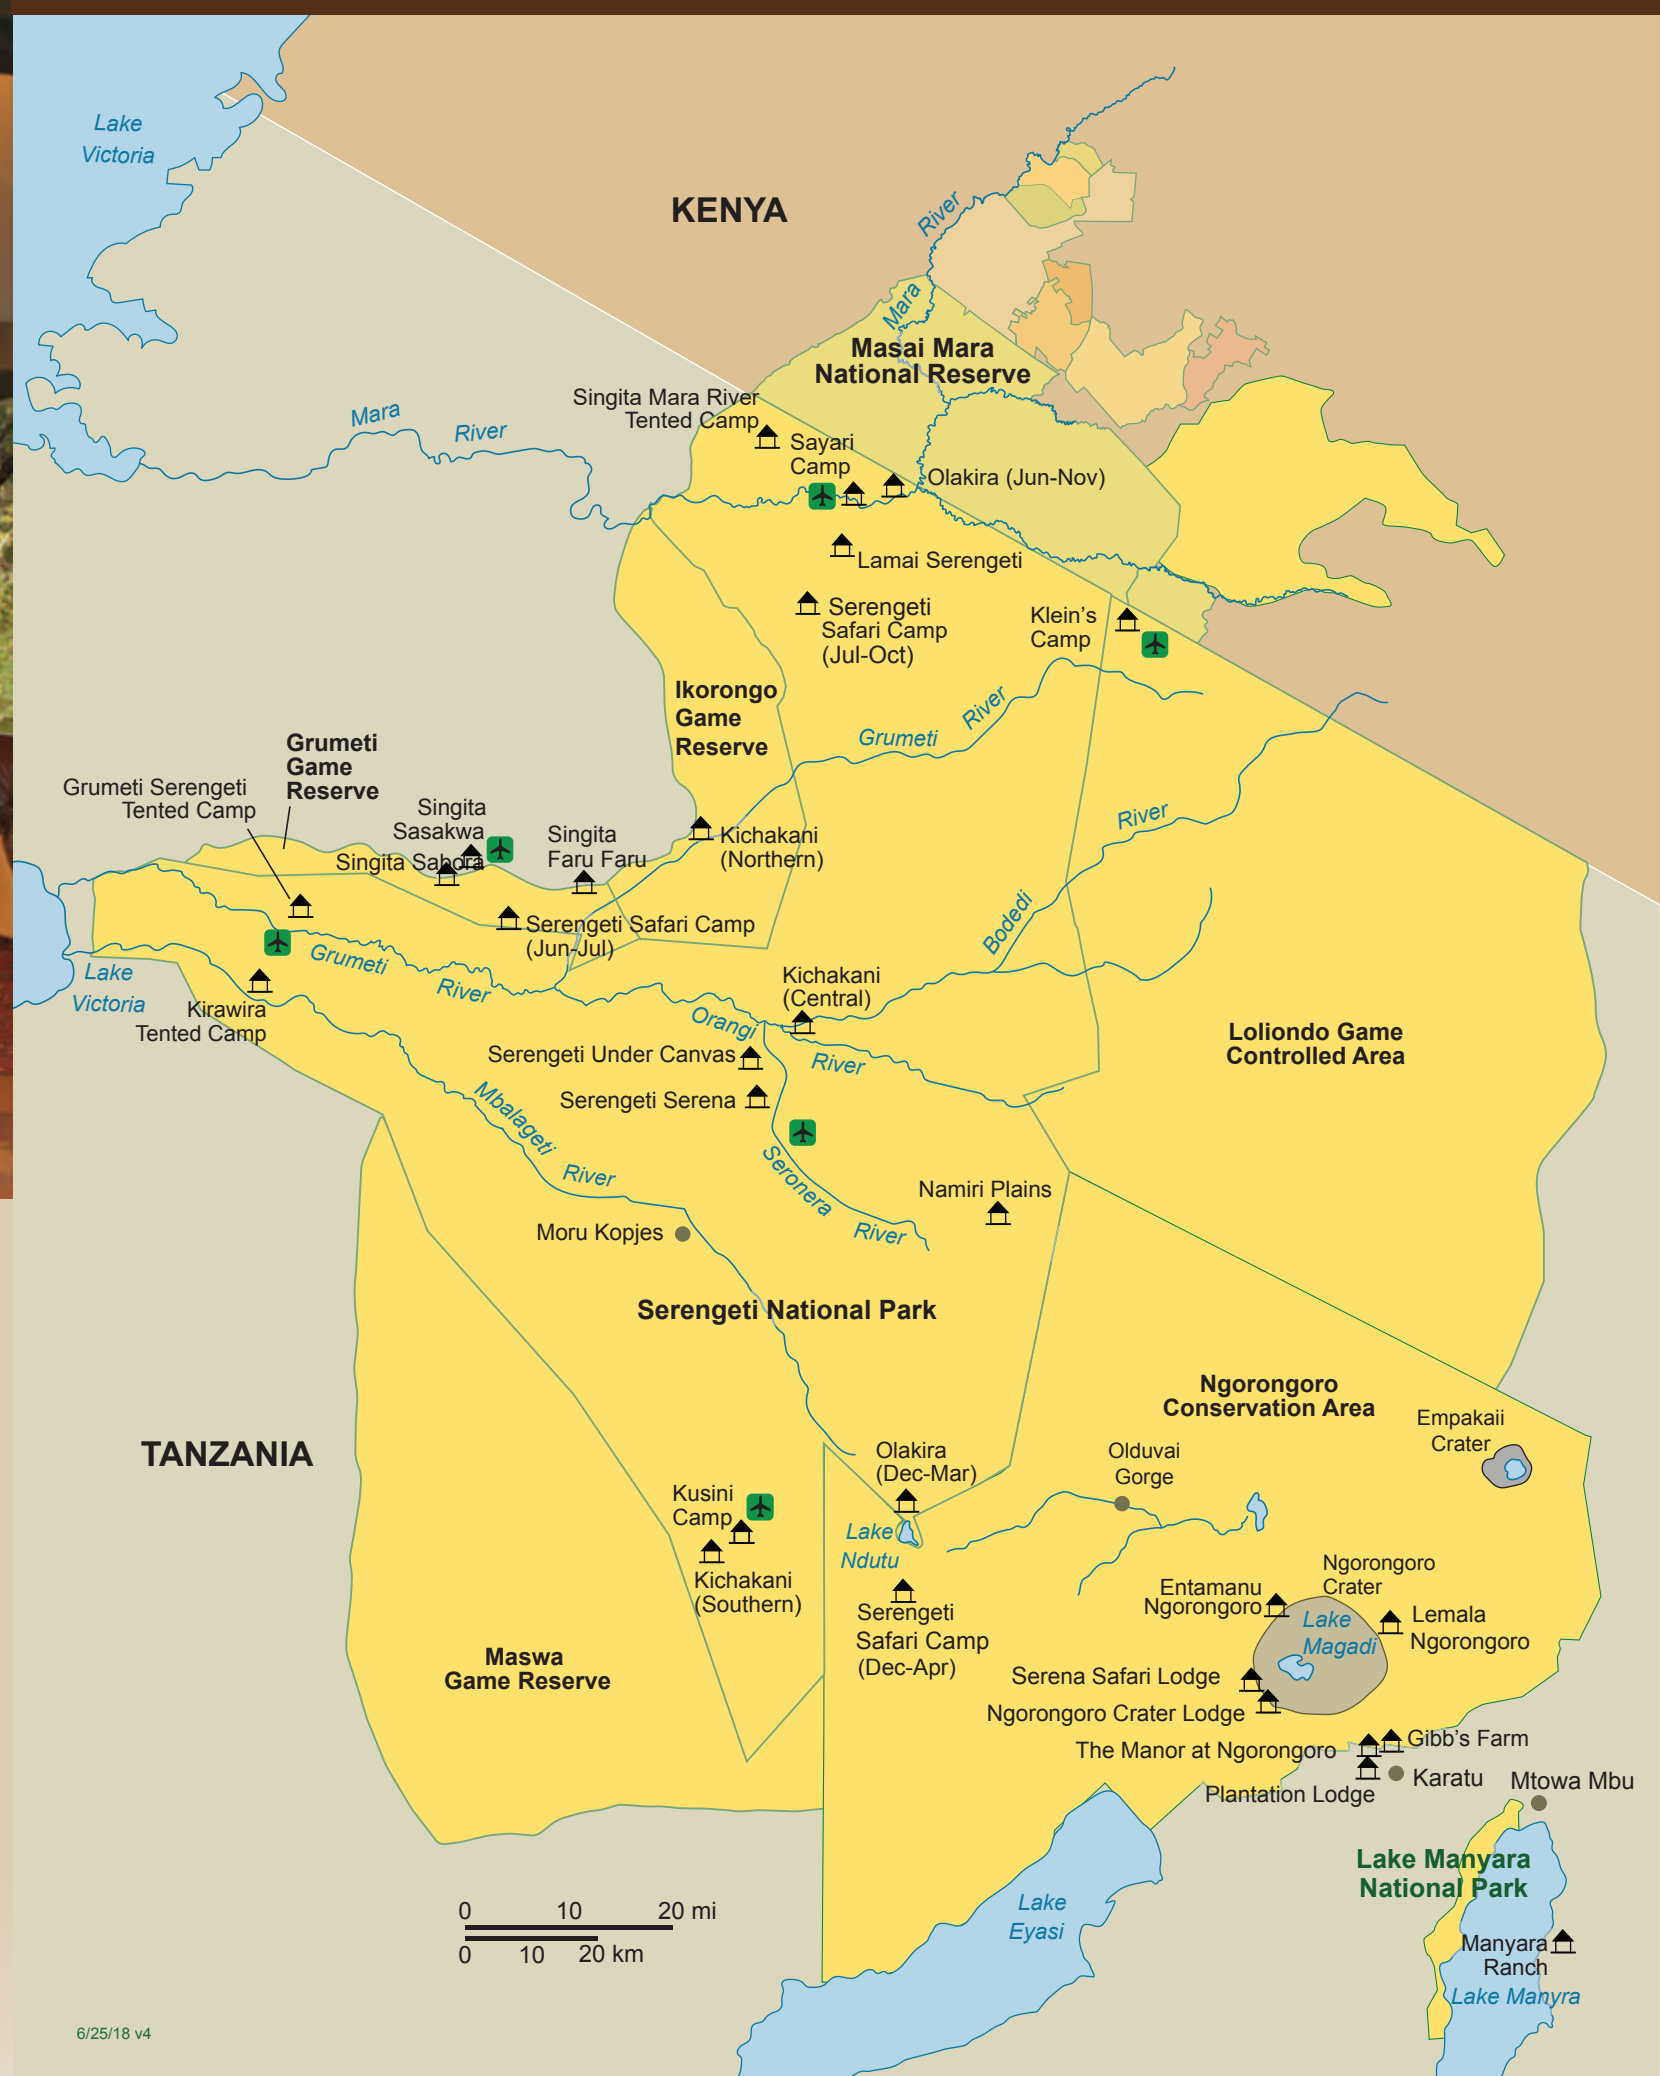 Lake
Victoria
KENYA
River
Mara
Masai Mara
National Reserve
Singita Mara River
Tented Camp
Mara
River
Sayari
Camp
Olakira (Jun-Nov)
Lamai Serengeti
Serengeti
Safari Camp
(Jul-Oct)
Klein’s
Camp
Ikorongo
Game
Reserve
River
Grumeti
Grumeti
Game
Reserve
Grumeti Serengeti
Tented Camp
Singita
Sasakwa
Singita Sabora
Singita
Faru Faru
Kichakani
(Northern)
River
Bodedi
Serengeti Safari Camp
(Jun-Jul)
Grumeti
River
Lake
Victoria
Kirawira
Tented Camp
Kichakani
(Central)
Orangi
River
Loliondo Game
Controlled Area
Serengeti Under Canvas
Serengeti Serena
Mbalageti
River
Seronera
River
Namiri Plains
Moru Kopjes
Serengeti National Park
Ngorongoro
Conservation Area
Empakaii
Crater
TANZANIA
Olakira
(Dec-Mar)
Olduvai
Gorge
Kusini
Camp
Lake
Ndutu
Kichakani
(Southern)
Serengeti
Safari Camp
(Dec-Apr)
Entamanu
Ngorongoro
Ngorongoro
Crater
Lake
Magadi
Lemala
Ngorongoro
Maswa
Game Reserve
Serena Safari Lodge
Ngorongoro Crater Lodge
The Manor at Ngorongoro
Gibb’s Farm
Plantation Lodge
Karatu
Mtowa Mbu
Lake Manyara
National Park
Lake
Eyasi
Manyara
Ranch
Lake Manyra
0 10 20 mi
0 10 20 km
6/25/18 v4